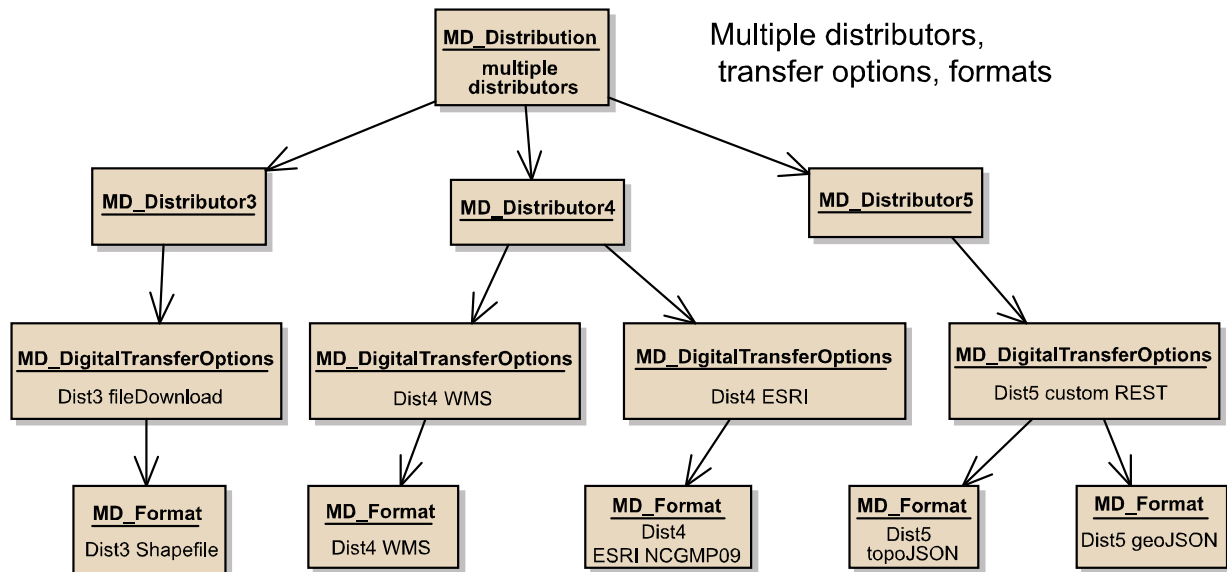 MD_Distribution
multiple
distributors
Multiple distributors,
transfer options, formats
MD_Distributor3
MD_Distributor4
MD_Distributor5
MD_DigitalTransferOptions
Dist3 fileDownload
MD_DigitalTransferOptions
Dist4 WMS
MD_DigitalTransferOptions
Dist4 ESRI
MD_DigitalTransferOptions
Dist5 custom REST
MD_Format
Dist3 Shapefile
MD_Format
Dist4 WMS
MD_Format
Dist4
ESRI NCGMP09
MD_Format
Dist5
topoJSON
MD_Format
Dist5 geoJSON